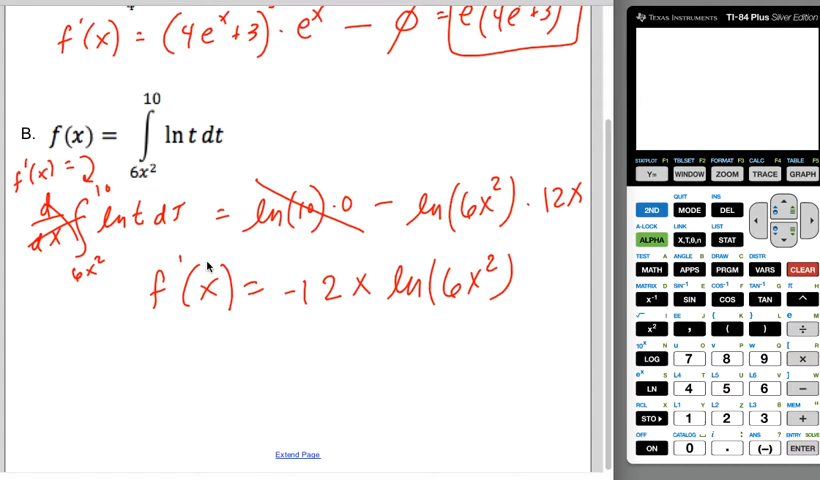 f'(x) = (4e^x+3)·e^x − ∅ = e^x(4e^x+3)
B. f(x) = ∫_{6x²}^{10} ln t dt
f'(x) = 2
d/dx ∫_{6x²}^{10} ln t dt = ln(10)·0 − ln(6x²)·12x
f'(x) = -12x ln(6x²)
Extend Page
TEXAS INSTRUMENTS TI-84 Plus Silver Edition
STATPLOT F1 TBLSET F2 FORMAT F3 CALC F4 TABLE F5
Y= WINDOW ZOOM TRACE GRAPH
QUIT INS
2ND MODE DEL
A-LOCK LINK LIST
ALPHA X,T,θ,n STAT
TEST A ANGLE B DRAW C DISTR
MATH APPS PRGM VARS CLEAR
MATRIX D SIN⁻¹ E COS⁻¹ F TAN⁻¹ G π H
x⁻¹ SIN COS TAN ^
√ I EE J { K } L e M
x² , ( ) ÷
10^x N u O v P w Q [ R
LOG 7 8 9 ×
e^x S L4 T L5 U L6 V ] W
LN 4 5 6 −
RCL X L1 Y L2 Z L3 θ MEM "
STO▸ 1 2 3 +
OFF CATALOG i : ANS ? ENTRY SOLVE
ON 0 . (−) ENTER